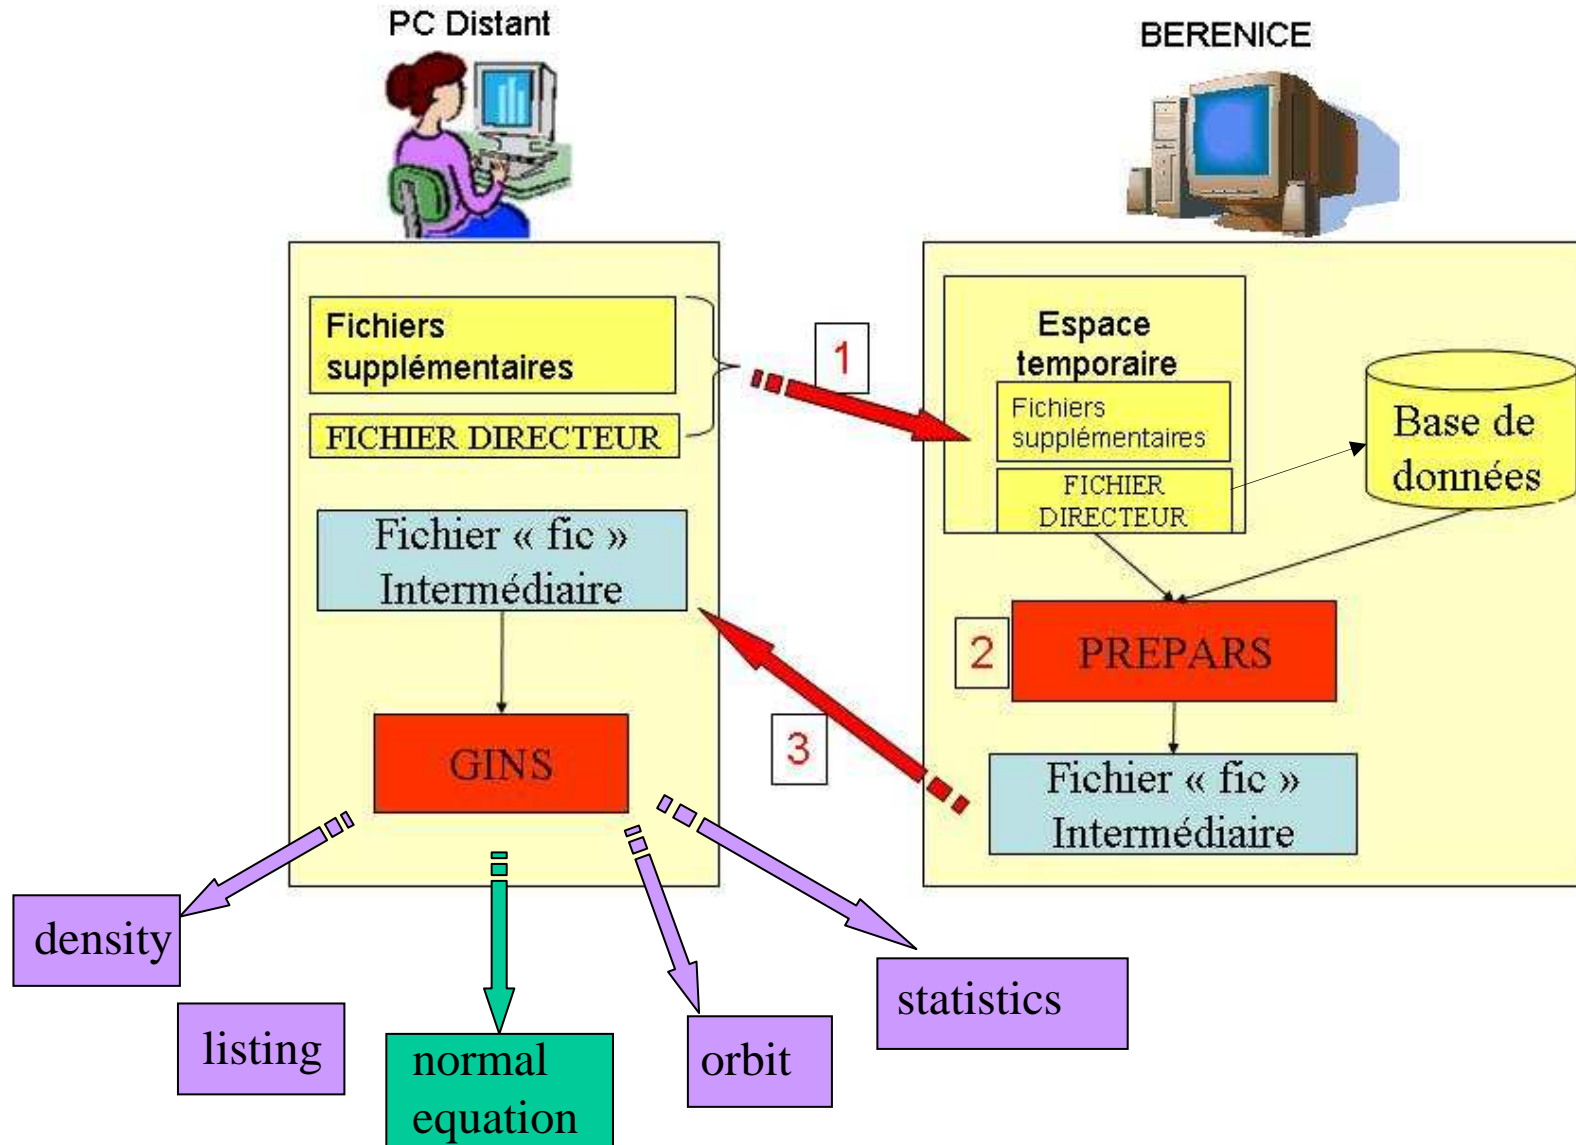 PC Distant
BERENICE
Fichiers
supplémentaires
FICHIER DIRECTEUR
Fichier « fic »
Intermédiaire
GINS
1
Espace
temporaire
Fichiers
supplémentaires
FICHIER
DIRECTEUR
Base de
données
2
PREPARS
3
Fichier « fic »
Intermédiaire
density
listing
normal
equation
orbit
statistics